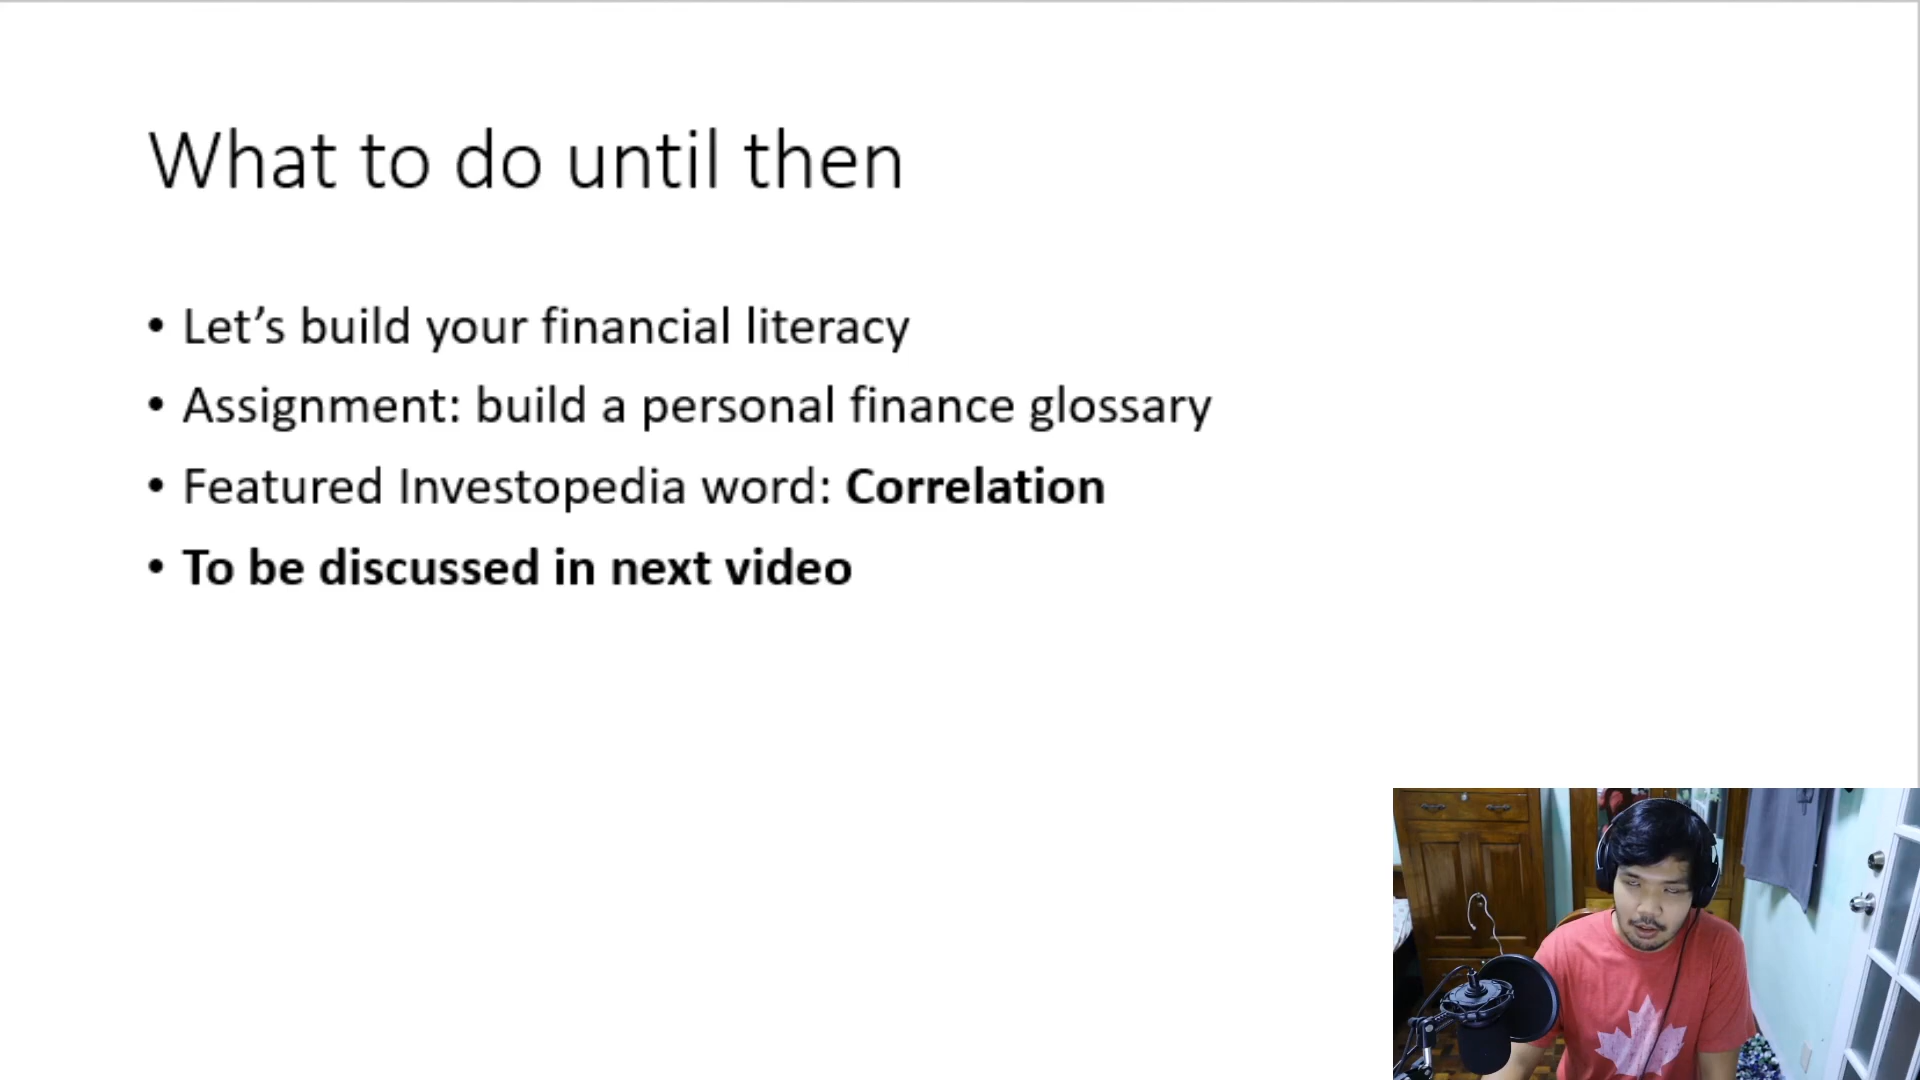 What to do until then
• Let’s build your financial literacy
• Assignment: build a personal finance glossary
• Featured Investopedia word: Correlation
• To be discussed in next video